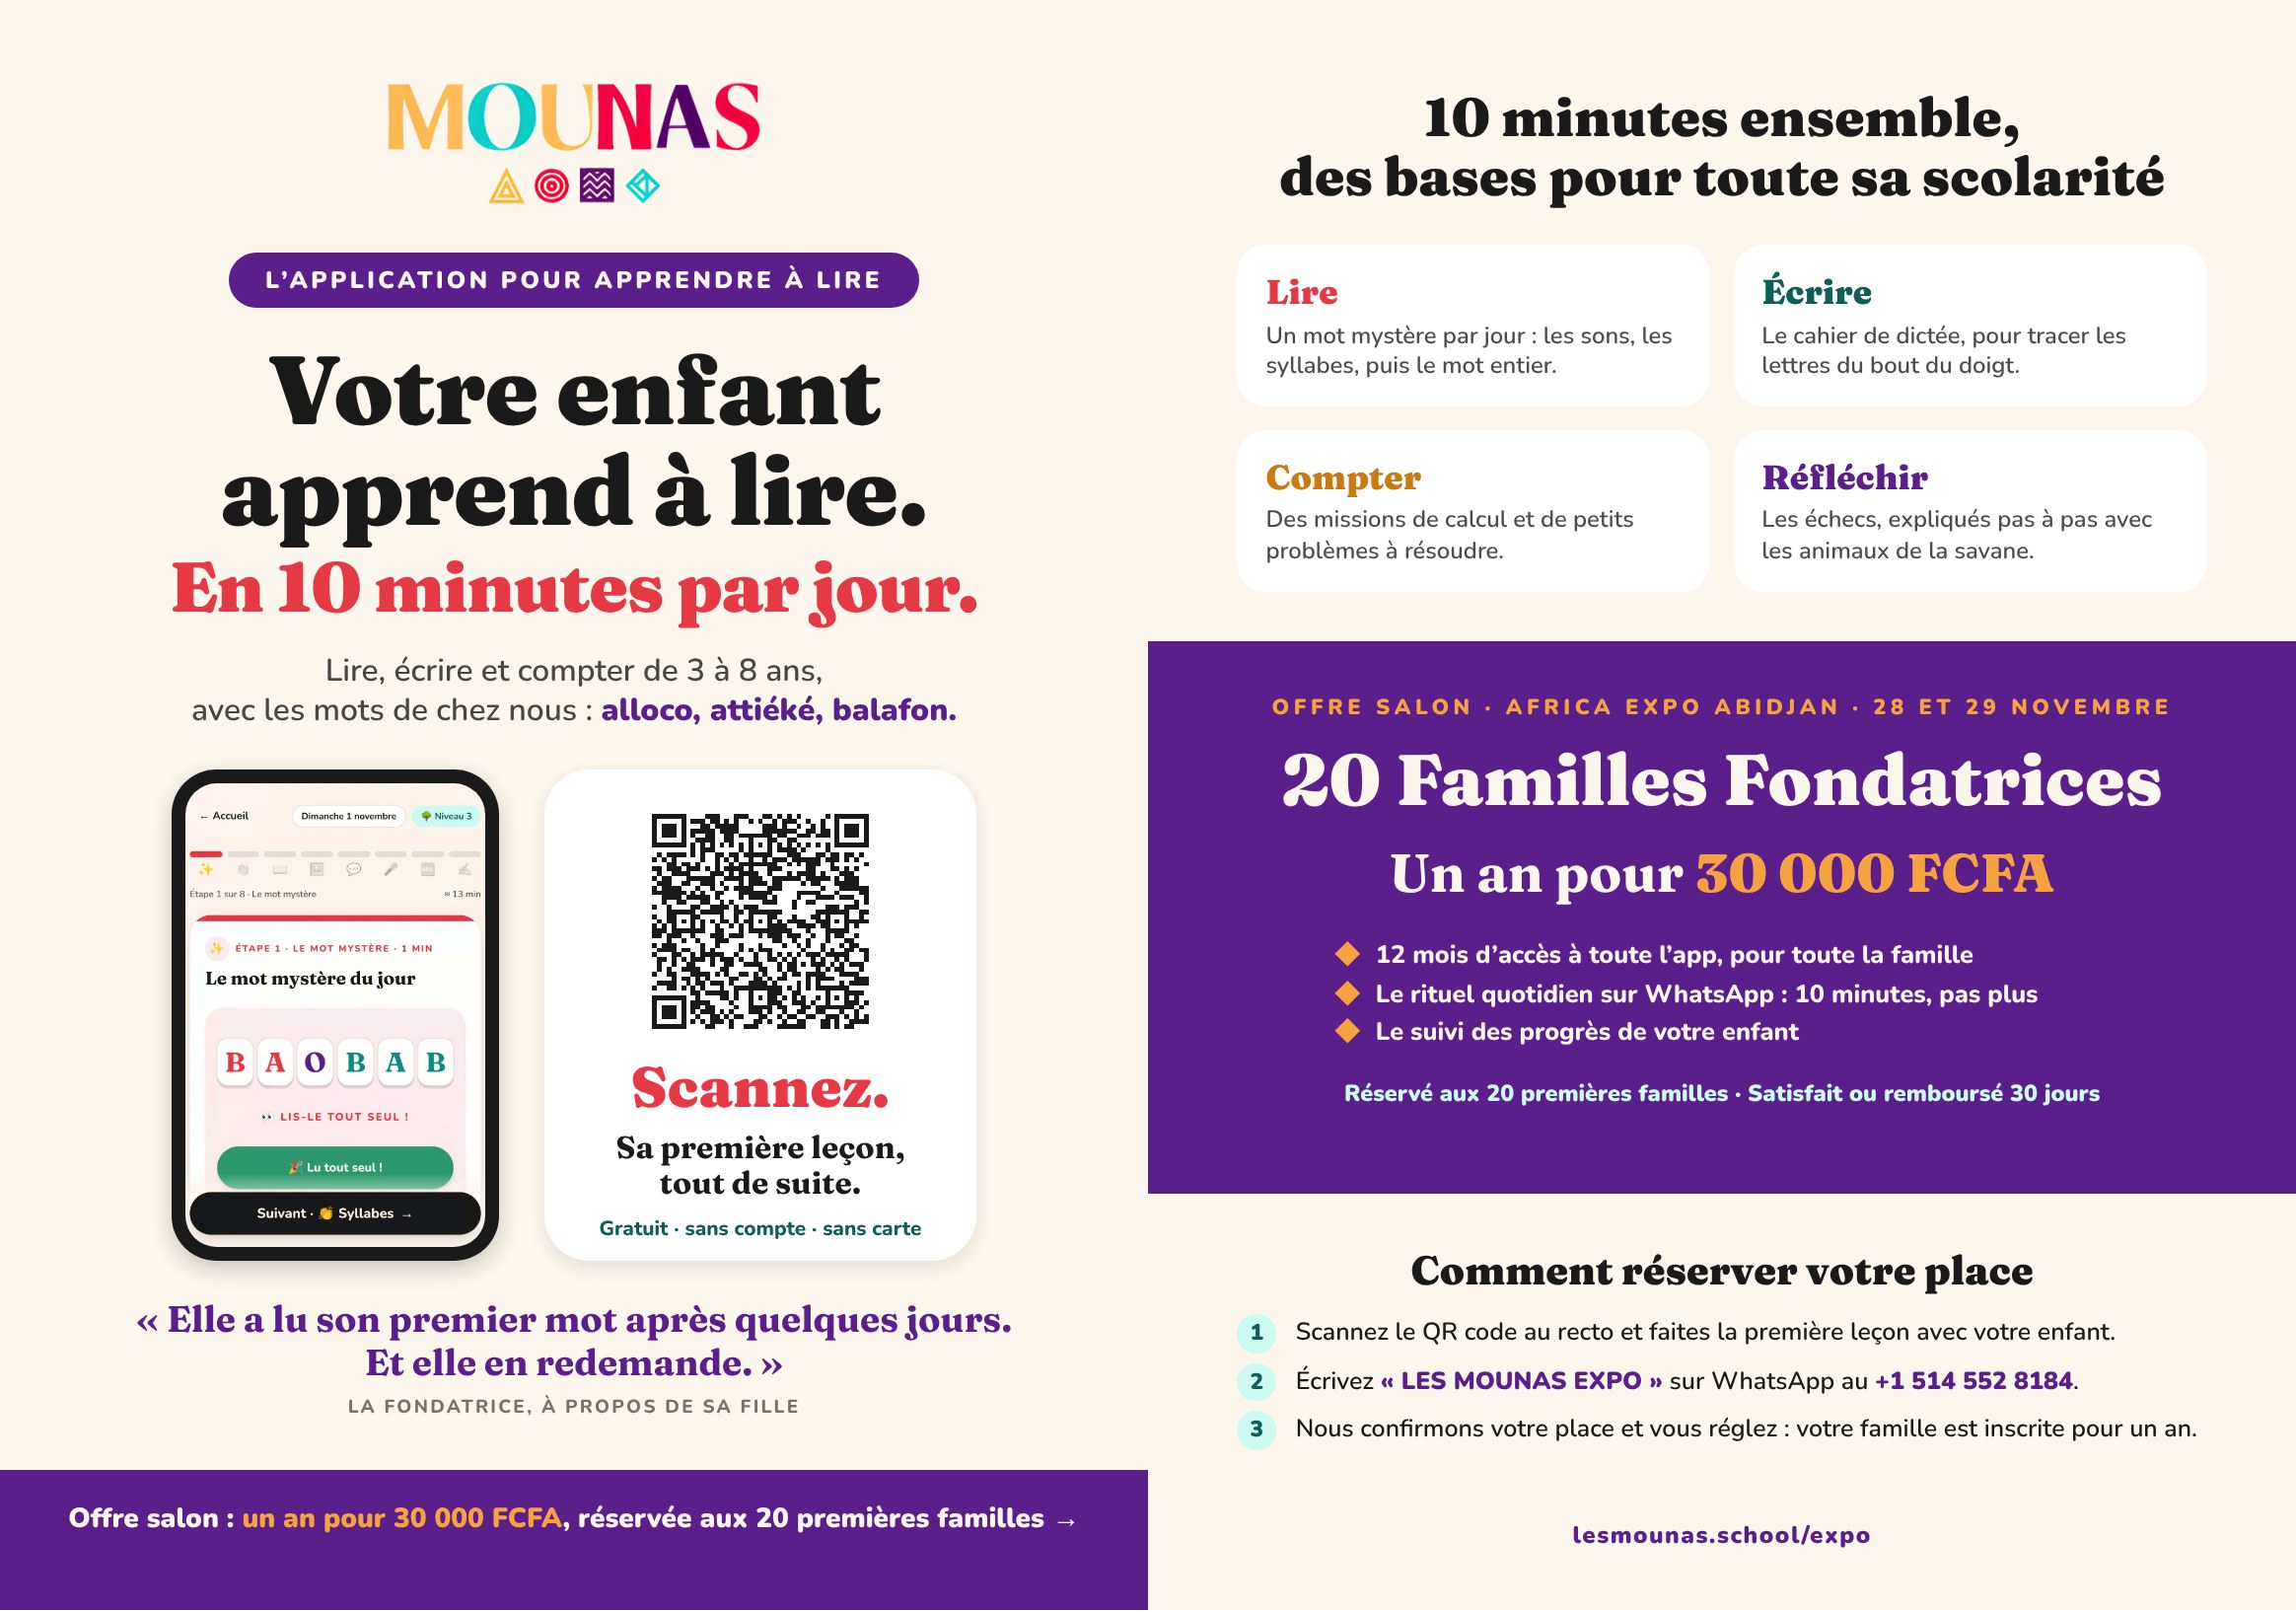 MOUNAS
L’APPLICATION POUR APPRENDRE À LIRE
Votre enfant
apprend à lire.
En 10 minutes par jour.
Lire, écrire et compter de 3 à 8 ans,
avec les mots de chez nous : alloco, attiéké, balafon.
← Accueil
Dimanche 1 novembre
Niveau 3
Étape 1 sur 8 · Le mot mystère
≈ 13 min
ÉTAPE 1 · LE MOT MYSTÈRE · 1 MIN
Le mot mystère du jour
B A O B A B
LIS-LE TOUT SEUL !
Lu tout seul !
Suivant · Syllabes →
Scannez.
Sa première leçon,
tout de suite.
Gratuit · sans compte · sans carte
« Elle a lu son premier mot après quelques jours.
Et elle en redemande. »
LA FONDATRICE, À PROPOS DE SA FILLE
Offre salon : un an pour 30 000 FCFA, réservée aux 20 premières familles →
10 minutes ensemble,
des bases pour toute sa scolarité
Lire
Un mot mystère par jour : les sons, les
syllabes, puis le mot entier.
Écrire
Le cahier de dictée, pour tracer les
lettres du bout du doigt.
Compter
Des missions de calcul et de petits
problèmes à résoudre.
Réfléchir
Les échecs, expliqués pas à pas avec
les animaux de la savane.
OFFRE SALON · AFRICA EXPO ABIDJAN · 28 ET 29 NOVEMBRE
20 Familles Fondatrices
Un an pour 30 000 FCFA
12 mois d’accès à toute l’app, pour toute la famille
Le rituel quotidien sur WhatsApp : 10 minutes, pas plus
Le suivi des progrès de votre enfant
Réservé aux 20 premières familles · Satisfait ou remboursé 30 jours
Comment réserver votre place
1 Scannez le QR code au recto et faites la première leçon avec votre enfant.
2 Écrivez « LES MOUNAS EXPO » sur WhatsApp au +1 514 552 8184.
3 Nous confirmons votre place et vous réglez : votre famille est inscrite pour un an.
lesmounas.school/expo